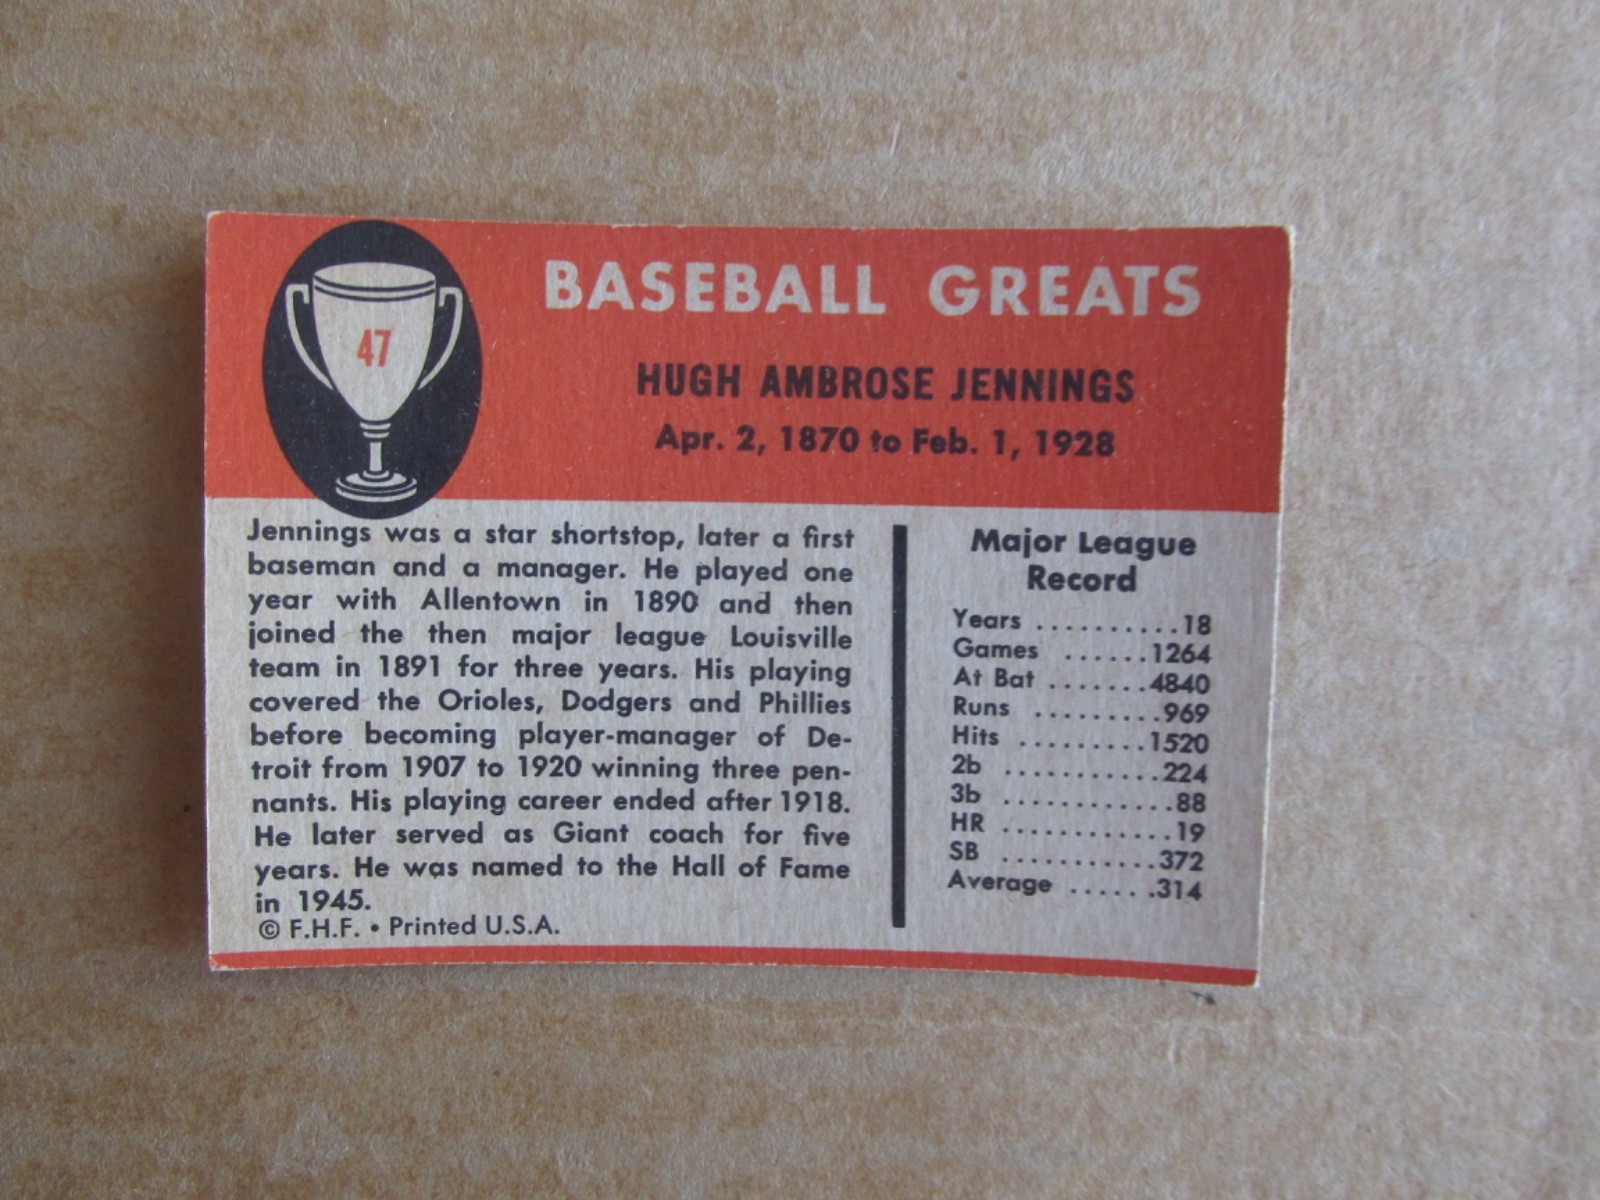 47
BASEBALL GREATS
HUGH AMBROSE JENNINGS
Apr. 2, 1870 to Feb. 1, 1928
Jennings was a star shortstop, later a first
baseman and a manager. He played one
year with Allentown in 1890 and then
joined the then major league Louisville
team in 1891 for three years. His playing
covered the Orioles, Dodgers and Phillies
before becoming player-manager of De-
troit from 1907 to 1920 winning three pen-
nants. His playing career ended after 1918.
He later served as Giant coach for five
years. He was named to the Hall of Fame
in 1945.
© F.H.F. • Printed U.S.A.
Major League
Record
Years ..........18
Games ......1264
At Bat .......4840
Runs .........969
Hits .........1520
2b ...........224
3b ............88
HR ............19
SB ...........372
Average ......314